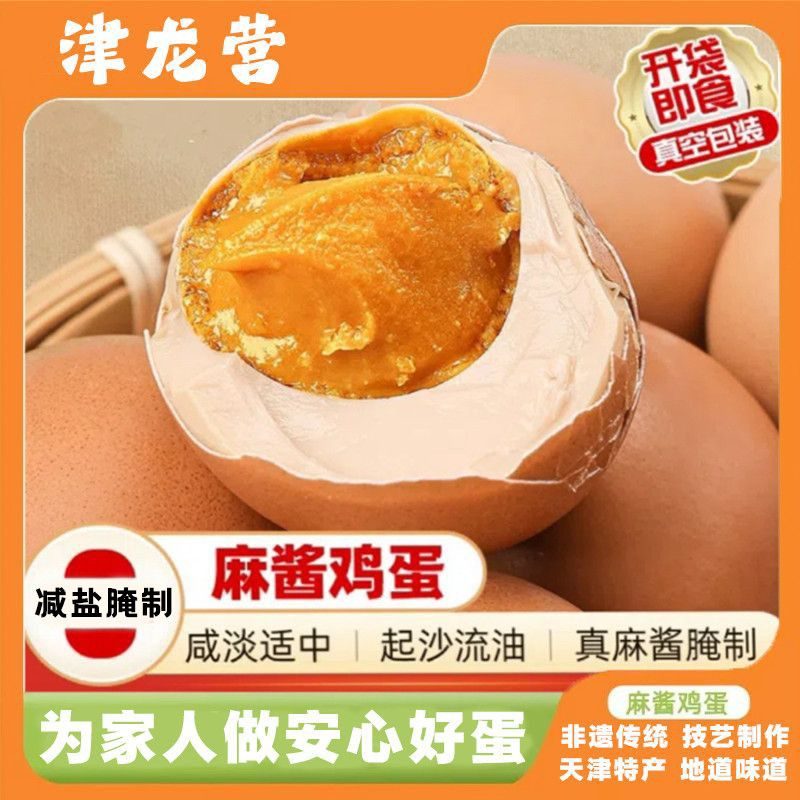 津龙营
开袋
即食
真空包装
麻酱鸡蛋
减盐腌制
咸淡适中 | 起沙流油 | 真麻酱腌制
为家人做安心好蛋
麻酱鸡蛋
非遗传统 技艺制作
天津特产 地道味道